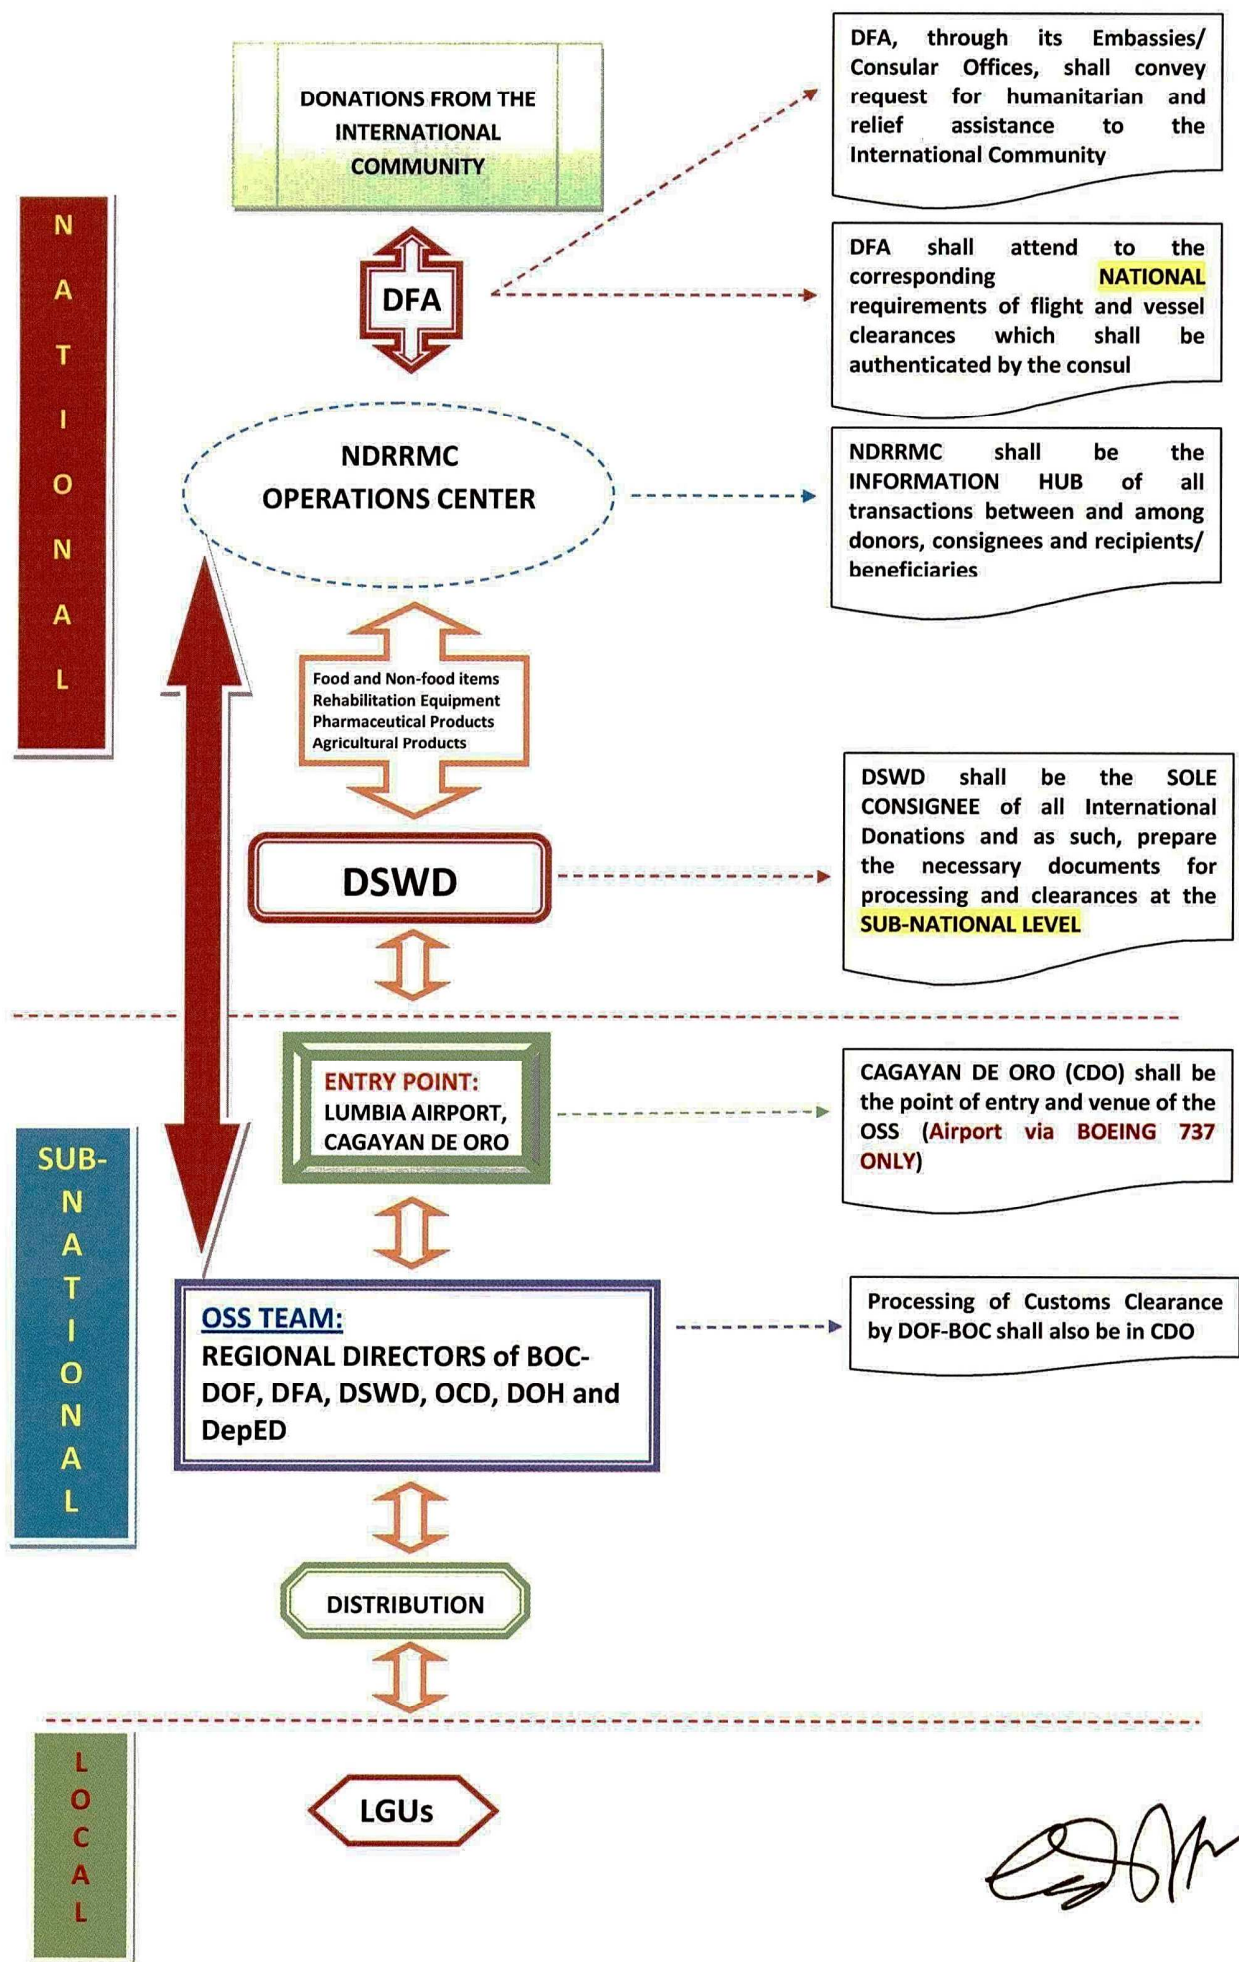 DONATIONS FROM THE
INTERNATIONAL
COMMUNITY
DFA, through its Embassies/
Consular Offices, shall convey
request for humanitarian and
relief assistance to the
International Community
NATIONAL
DFA
DFA shall attend to the
corresponding NATIONAL
requirements of flight and vessel
clearances which shall be
authenticated by the consul
NDRRMC
OPERATIONS CENTER
NDRRMC shall be the
INFORMATION HUB of all
transactions between and among
donors, consignees and recipients/
beneficiaries
Food and Non-food items
Rehabilitation Equipment
Pharmaceutical Products
Agricultural Products
DSWD
DSWD shall be the SOLE
CONSIGNEE of all International
Donations and as such, prepare
the necessary documents for
processing and clearances at the
SUB-NATIONAL LEVEL
ENTRY POINT:
LUMBIA AIRPORT,
CAGAYAN DE ORO
CAGAYAN DE ORO (CDO) shall be
the point of entry and venue of the
OSS (Airport via BOEING 737
ONLY)
SUB-NATIONAL
OSS TEAM:
REGIONAL DIRECTORS of BOC-
DOF, DFA, DSWD, OCD, DOH and
DepED
Processing of Customs Clearance
by DOF-BOC shall also be in CDO
DISTRIBUTION
LOCAL
LGUs